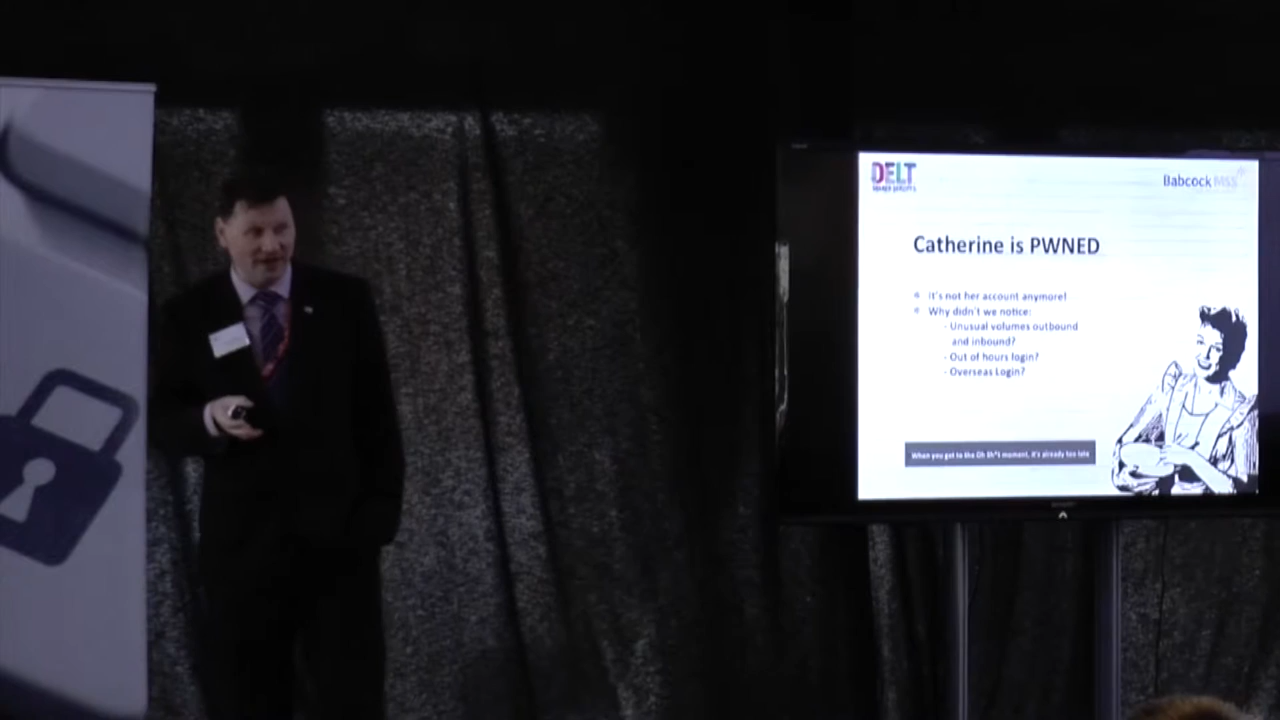 DELT
SHARED SERVICES
Babcock MSS
Catherine is PWNED
It's not her account anymore!
Why didn't we notice:
- Unusual volumes outbound
and inbound?
- Out of hours login?
- Overseas Login?
When you get to the Oh Sh*t moment, it's already too late